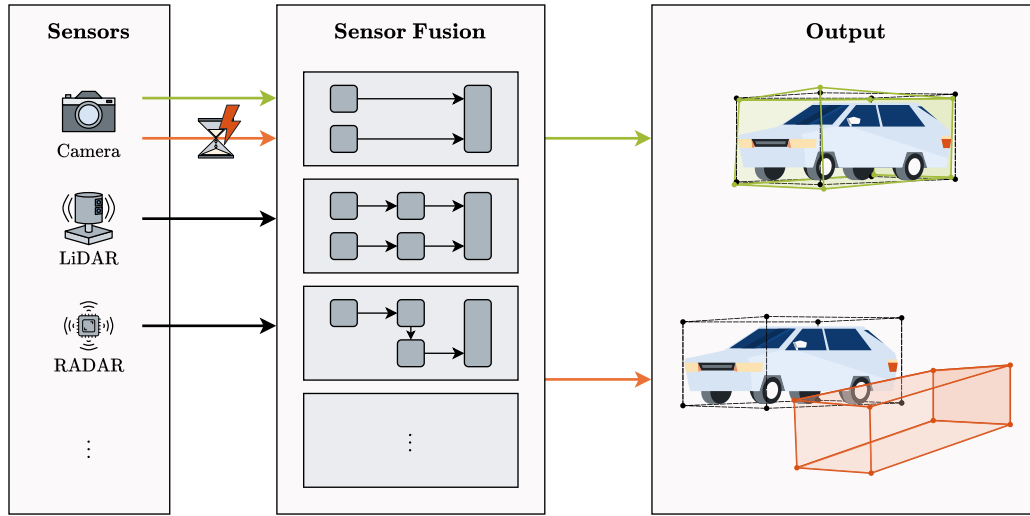 Sensors
Camera
LiDAR
RADAR
⋮
Sensor Fusion
⋮
Output